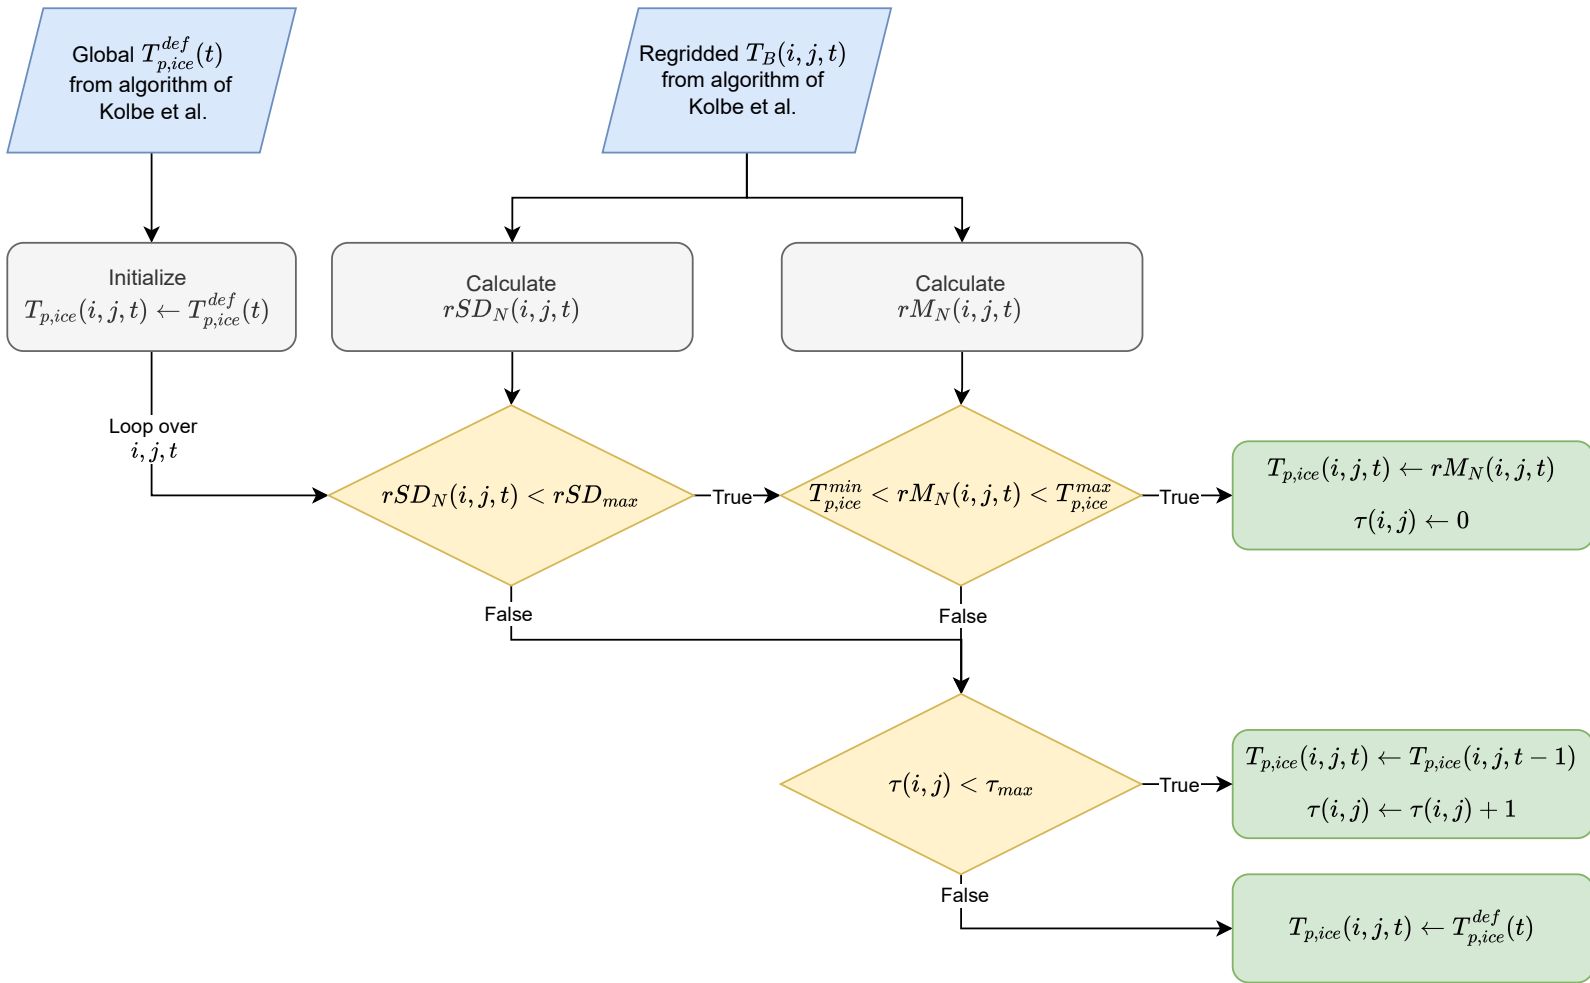 Global $T_{p,ice}^{def}(t)$
from algorithm of
Kolbe et al.
Regridded $T_B(i,j,t)$
from algorithm of
Kolbe et al.
Initialize
$T_{p,ice}(i,j,t) \leftarrow T_{p,ice}^{def}(t)$
Calculate
$rSD_N(i,j,t)$
Calculate
$rM_N(i,j,t)$
Loop over
$i,j,t$
$rSD_N(i,j,t) < rSD_{max}$
True
$T_{p,ice}^{min} < rM_N(i,j,t) < T_{p,ice}^{max}$
True
$T_{p,ice}(i,j,t) \leftarrow rM_N(i,j,t)$
$\tau(i,j) \leftarrow 0$
False
False
$\tau(i,j) < \tau_{max}$
True
$T_{p,ice}(i,j,t) \leftarrow T_{p,ice}(i,j,t-1)$
$\tau(i,j) \leftarrow \tau(i,j)+1$
False
$T_{p,ice}(i,j,t) \leftarrow T_{p,ice}^{def}(t)$